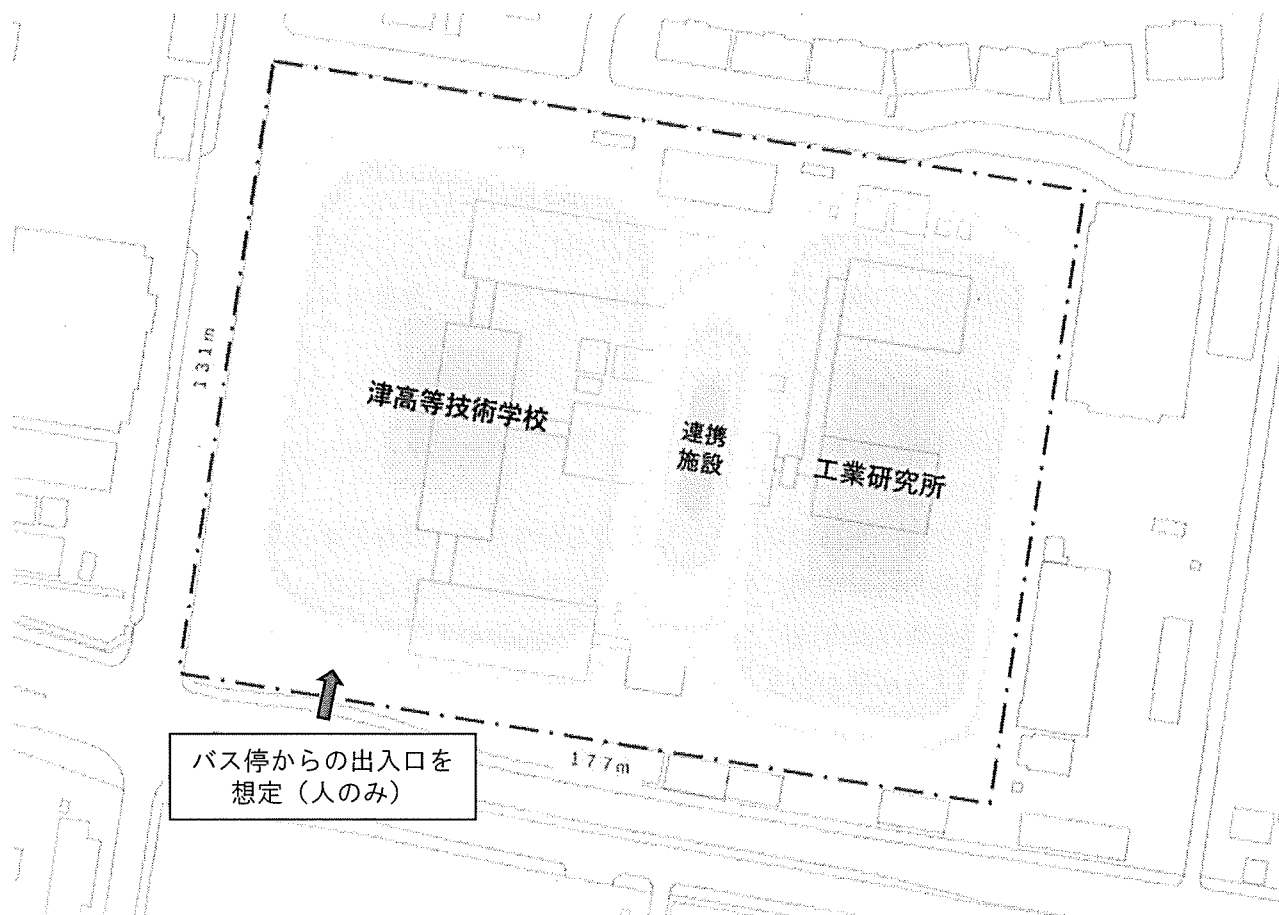 131m
津高等技術学校
連携
施設
工業研究所
バス停からの出入口を
想定（人のみ）
177m